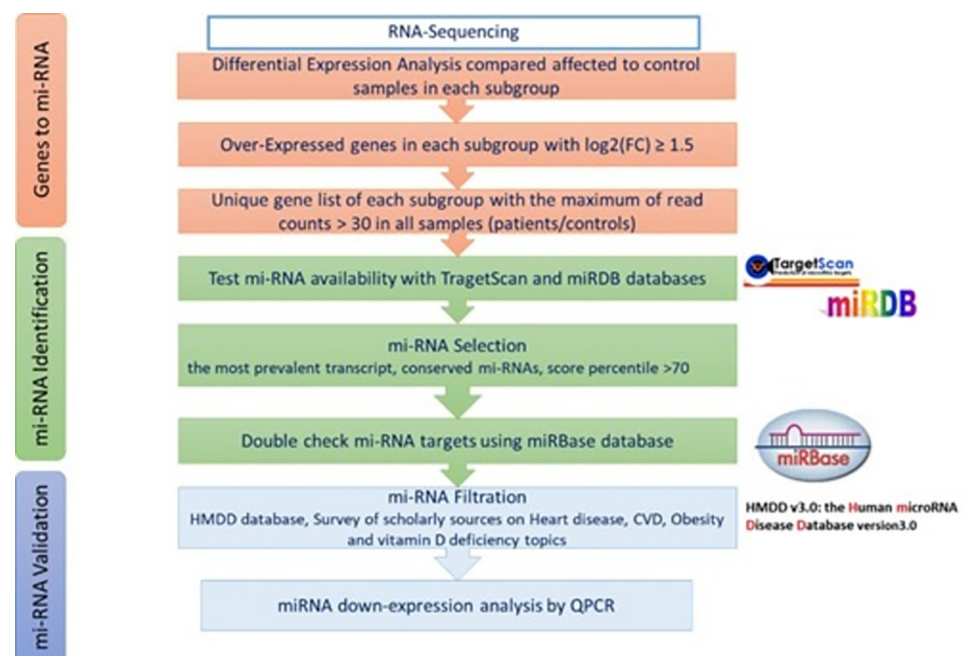 Genes to mi-RNA
RNA-Sequencing
Differential Expression Analysis compared affected to control
samples in each subgroup
Over-Expressed genes in each subgroup with log2(FC) ≥ 1.5
Unique gene list of each subgroup with the maximum of read
counts > 30 in all samples (patients/controls)
mi-RNA Identification
Test mi-RNA availability with TragetScan and miRDB databases
TargetScan
miRDB
mi-RNA Selection
the most prevalent transcript, conserved mi-RNAs, score percentile >70
Double check mi-RNA targets using miRBase database
miRBase
mi-RNA Validation
mi-RNA Filtration
HMDD database, Survey of scholarly sources on Heart disease, CVD, Obesity
and vitamin D deficiency topics
HMDD v3.0: the Human microRNA
Disease Database version3.0
miRNA down-expression analysis by QPCR